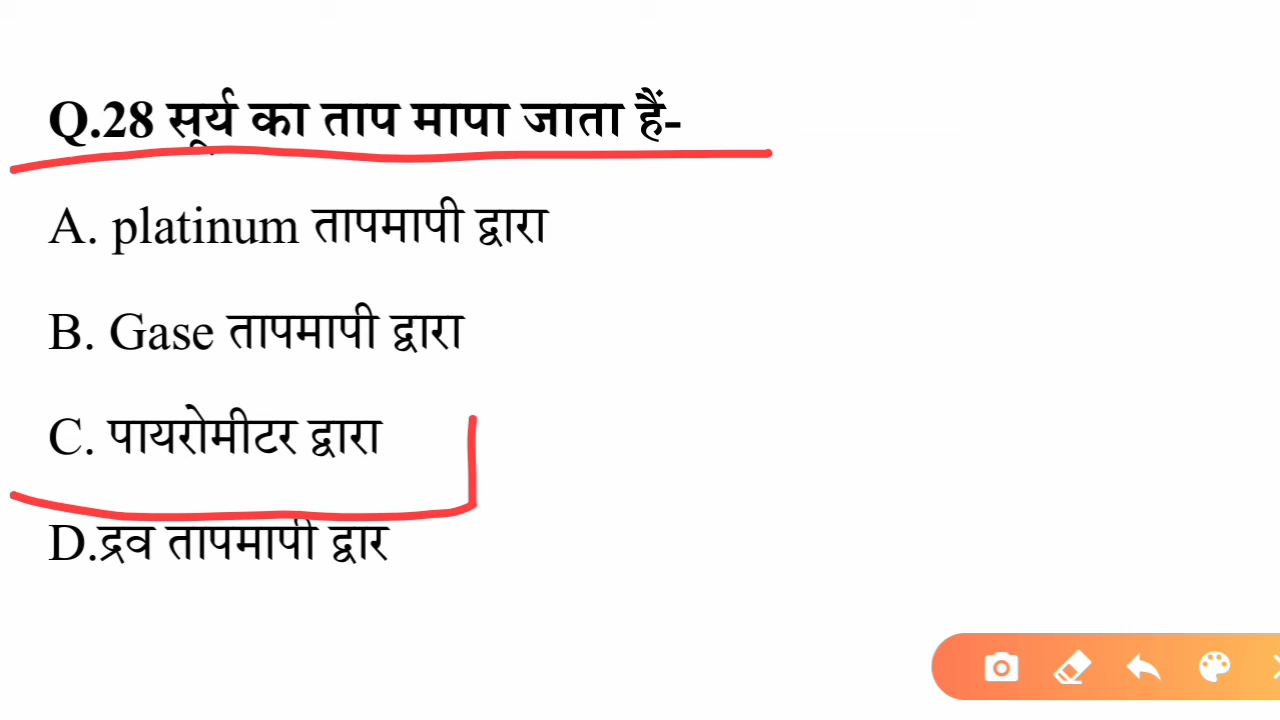 Q.28 सूर्य का ताप मापा जाता हैं-
A. platinum तापमापी द्वारा
B. Gase तापमापी द्वारा
C. पायरोमीटर द्वारा
D.द्रव तापमापी द्वार